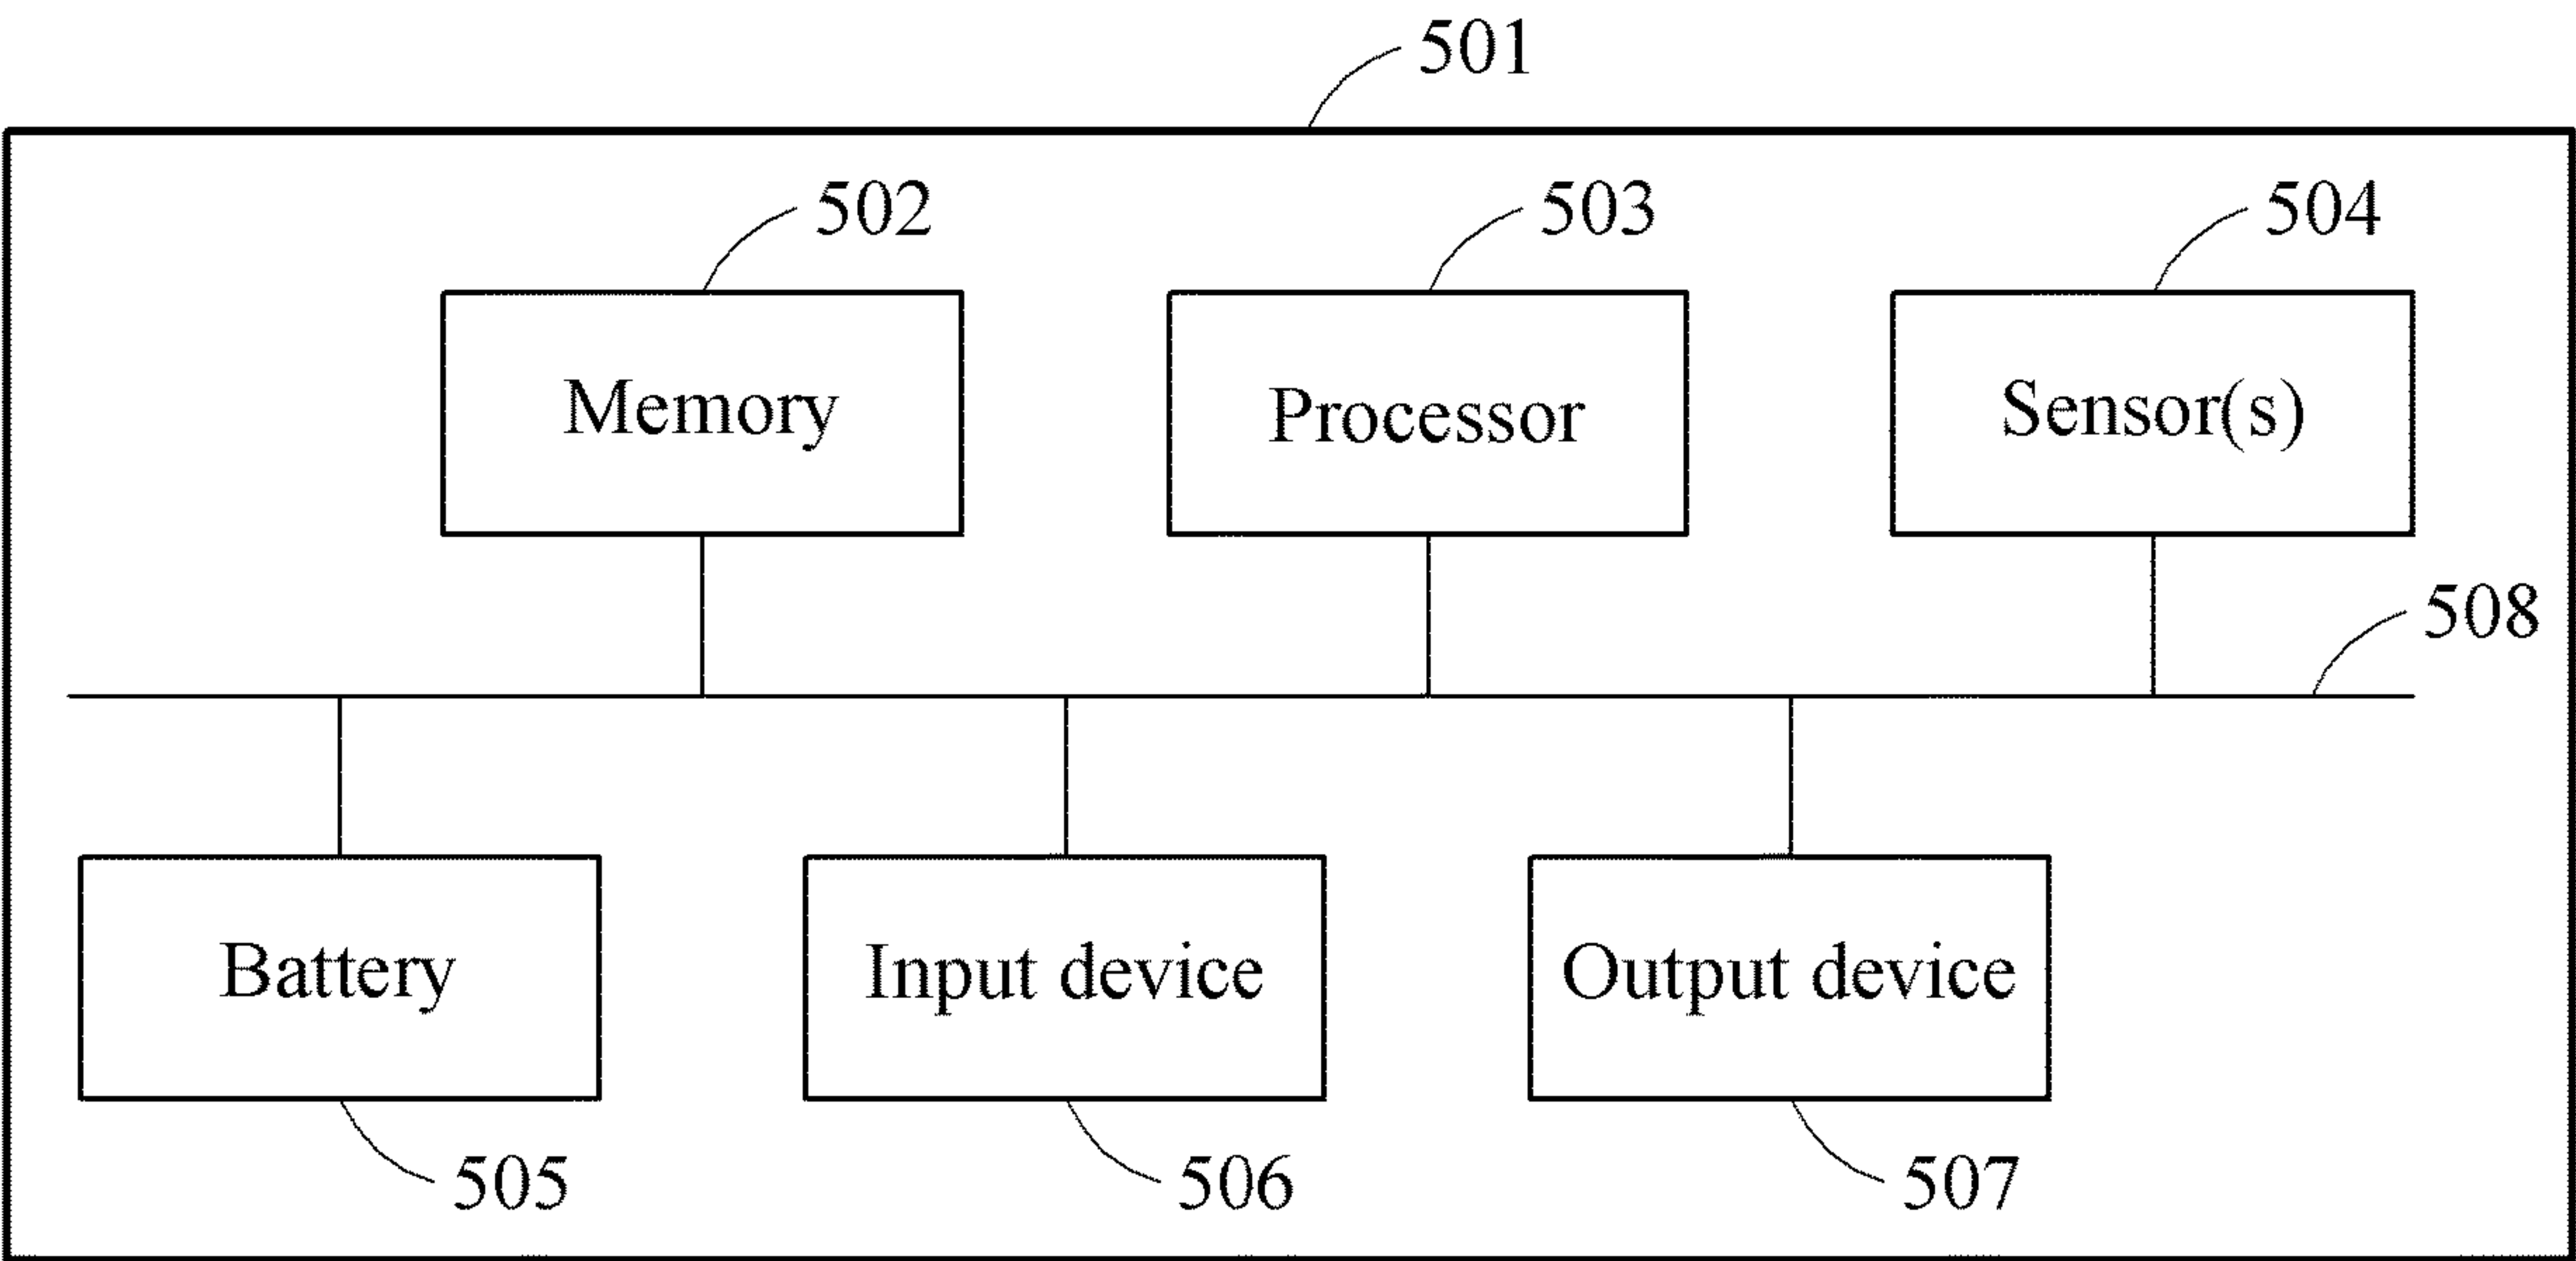 501
502
503
504
Memory
Processor
Sensor(s)
508
Battery
Input device
Output device
505
506
507